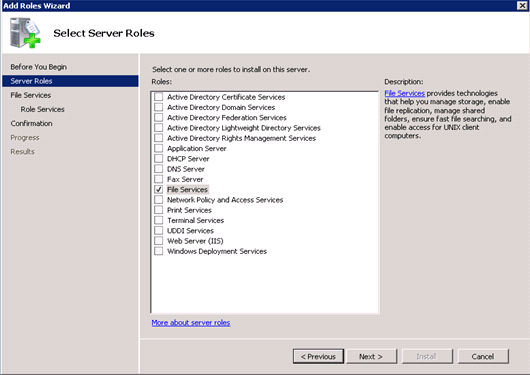 Add Roles Wizard
Select Server Roles
Before You Begin
Server Roles
File Services
Role Services
Confirmation
Progress
Results
Select one or more roles to install on this server.
Roles:
Active Directory Certificate Services
Active Directory Domain Services
Active Directory Federation Services
Active Directory Lightweight Directory Services
Active Directory Rights Management Services
Application Server
DHCP Server
DNS Server
Fax Server
File Services
Network Policy and Access Services
Print Services
Terminal Services
UDDI Services
Web Server (IIS)
Windows Deployment Services
More about server roles
Description:
File Services provides technologies
that help you manage storage, enable
file replication, manage shared
folders, ensure fast file searching, and
enable access for UNIX client
computers.
< Previous
Next >
Install
Cancel